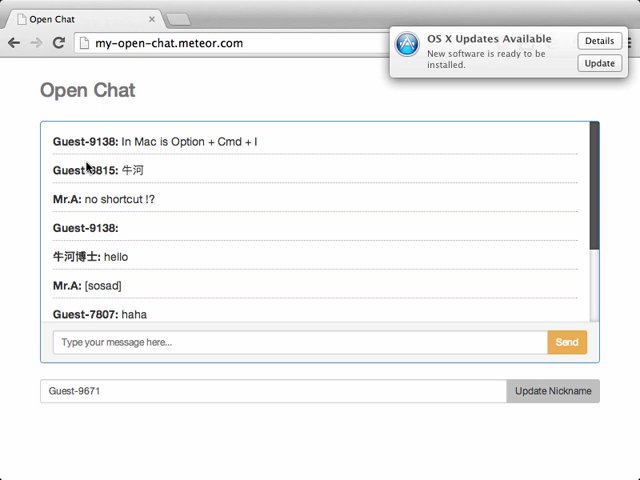 Open Chat
my-open-chat.meteor.com
OS X Updates Available
New software is ready to be
installed.
Details
Update
Open Chat
Guest-9138: In Mac is Option + Cmd + I
Guest-9815: 牛河
Mr.A: no shortcut !?
Guest-9138:
牛河博士: hello
Mr.A: [sosad]
Guest-7807: haha
Type your message here...
Send
Guest-9671
Update Nickname